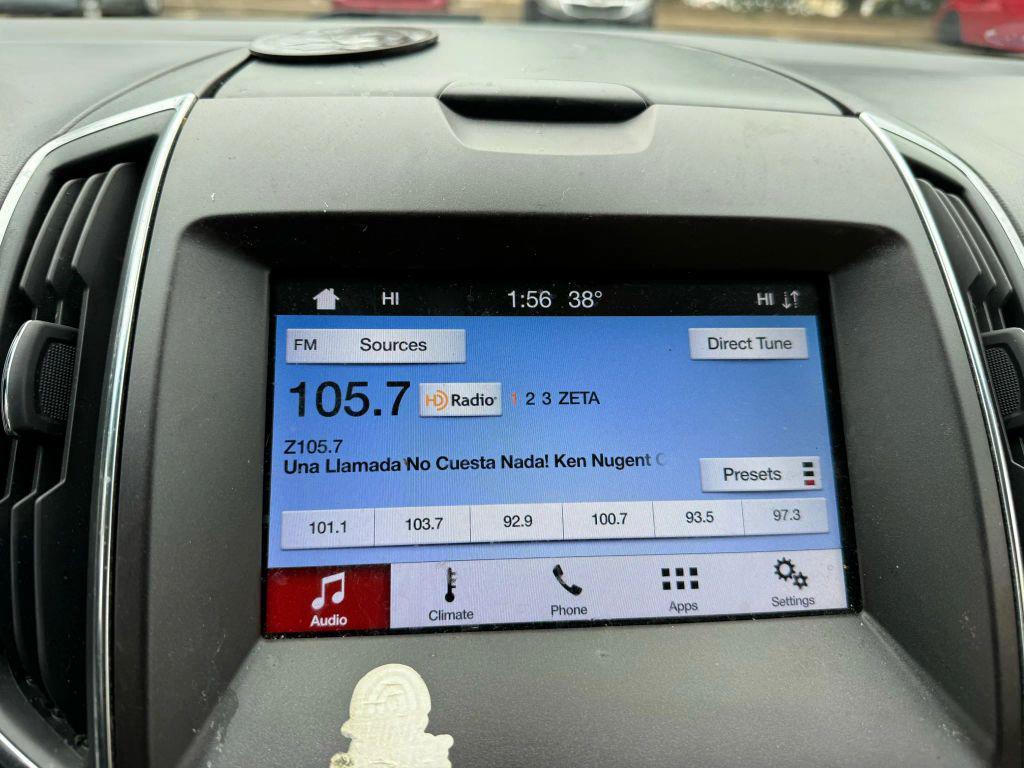 HI 1:56 38° HI
FM Sources Direct Tune
105.7 HD Radio 1 2 3 ZETA
Z105.7
Una Llamada No Cuesta Nada! Ken Nugent
Presets
101.1 103.7 92.9 100.7 93.5 97.3
Audio Climate Phone Apps Settings